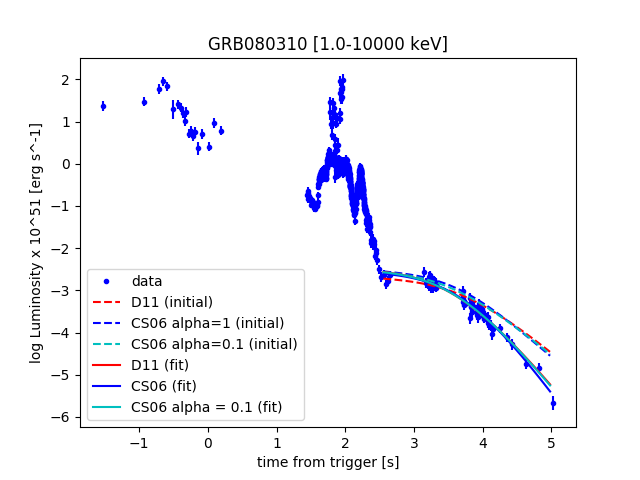 GRB080310 [1.0-10000 keV]
log Luminosity x 10^51 [erg s^-1]
2
1
0
−1
−2
−3
−4
−5
−6
data
D11 (initial)
CS06 alpha=1 (initial)
CS06 alpha=0.1 (initial)
D11 (fit)
CS06 (fit)
CS06 alpha = 0.1 (fit)
−1 0 1 2 3 4 5
time from trigger [s]